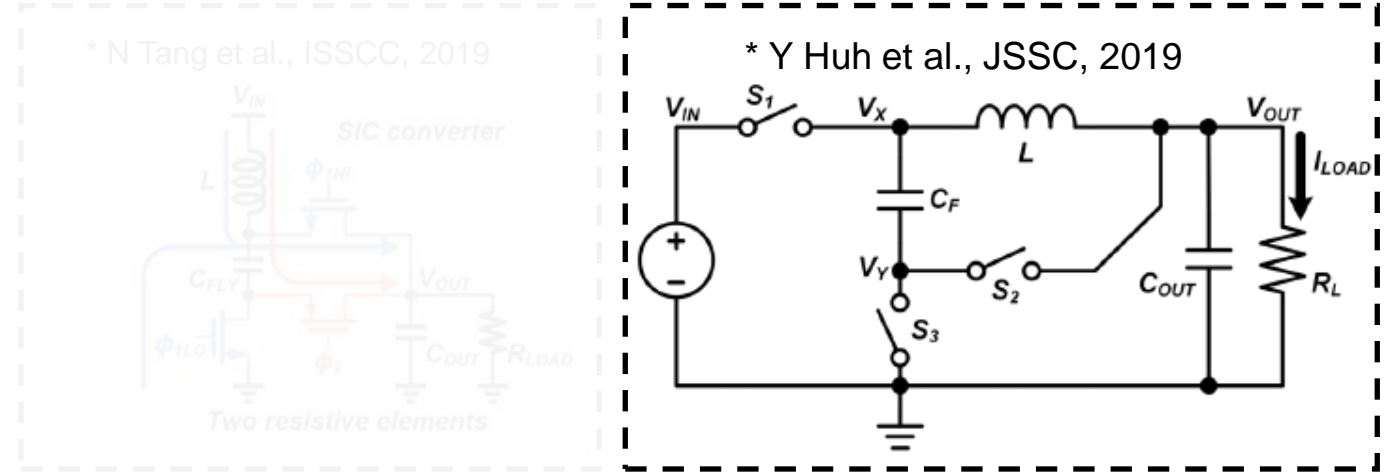 * N Tang et al., ISSCC, 2019
V_IN
SIC converter
L
ϕ_1HI
C_FLY
V_OUT
ϕ_1LO
ϕ_2
C_OUT
R_LOAD
Two resistive elements
* Y Huh et al., JSSC, 2019
V_IN
S_1
V_X
L
V_OUT
I_LOAD
C_F
+
−
V_Y
S_2
C_OUT
R_L
S_3